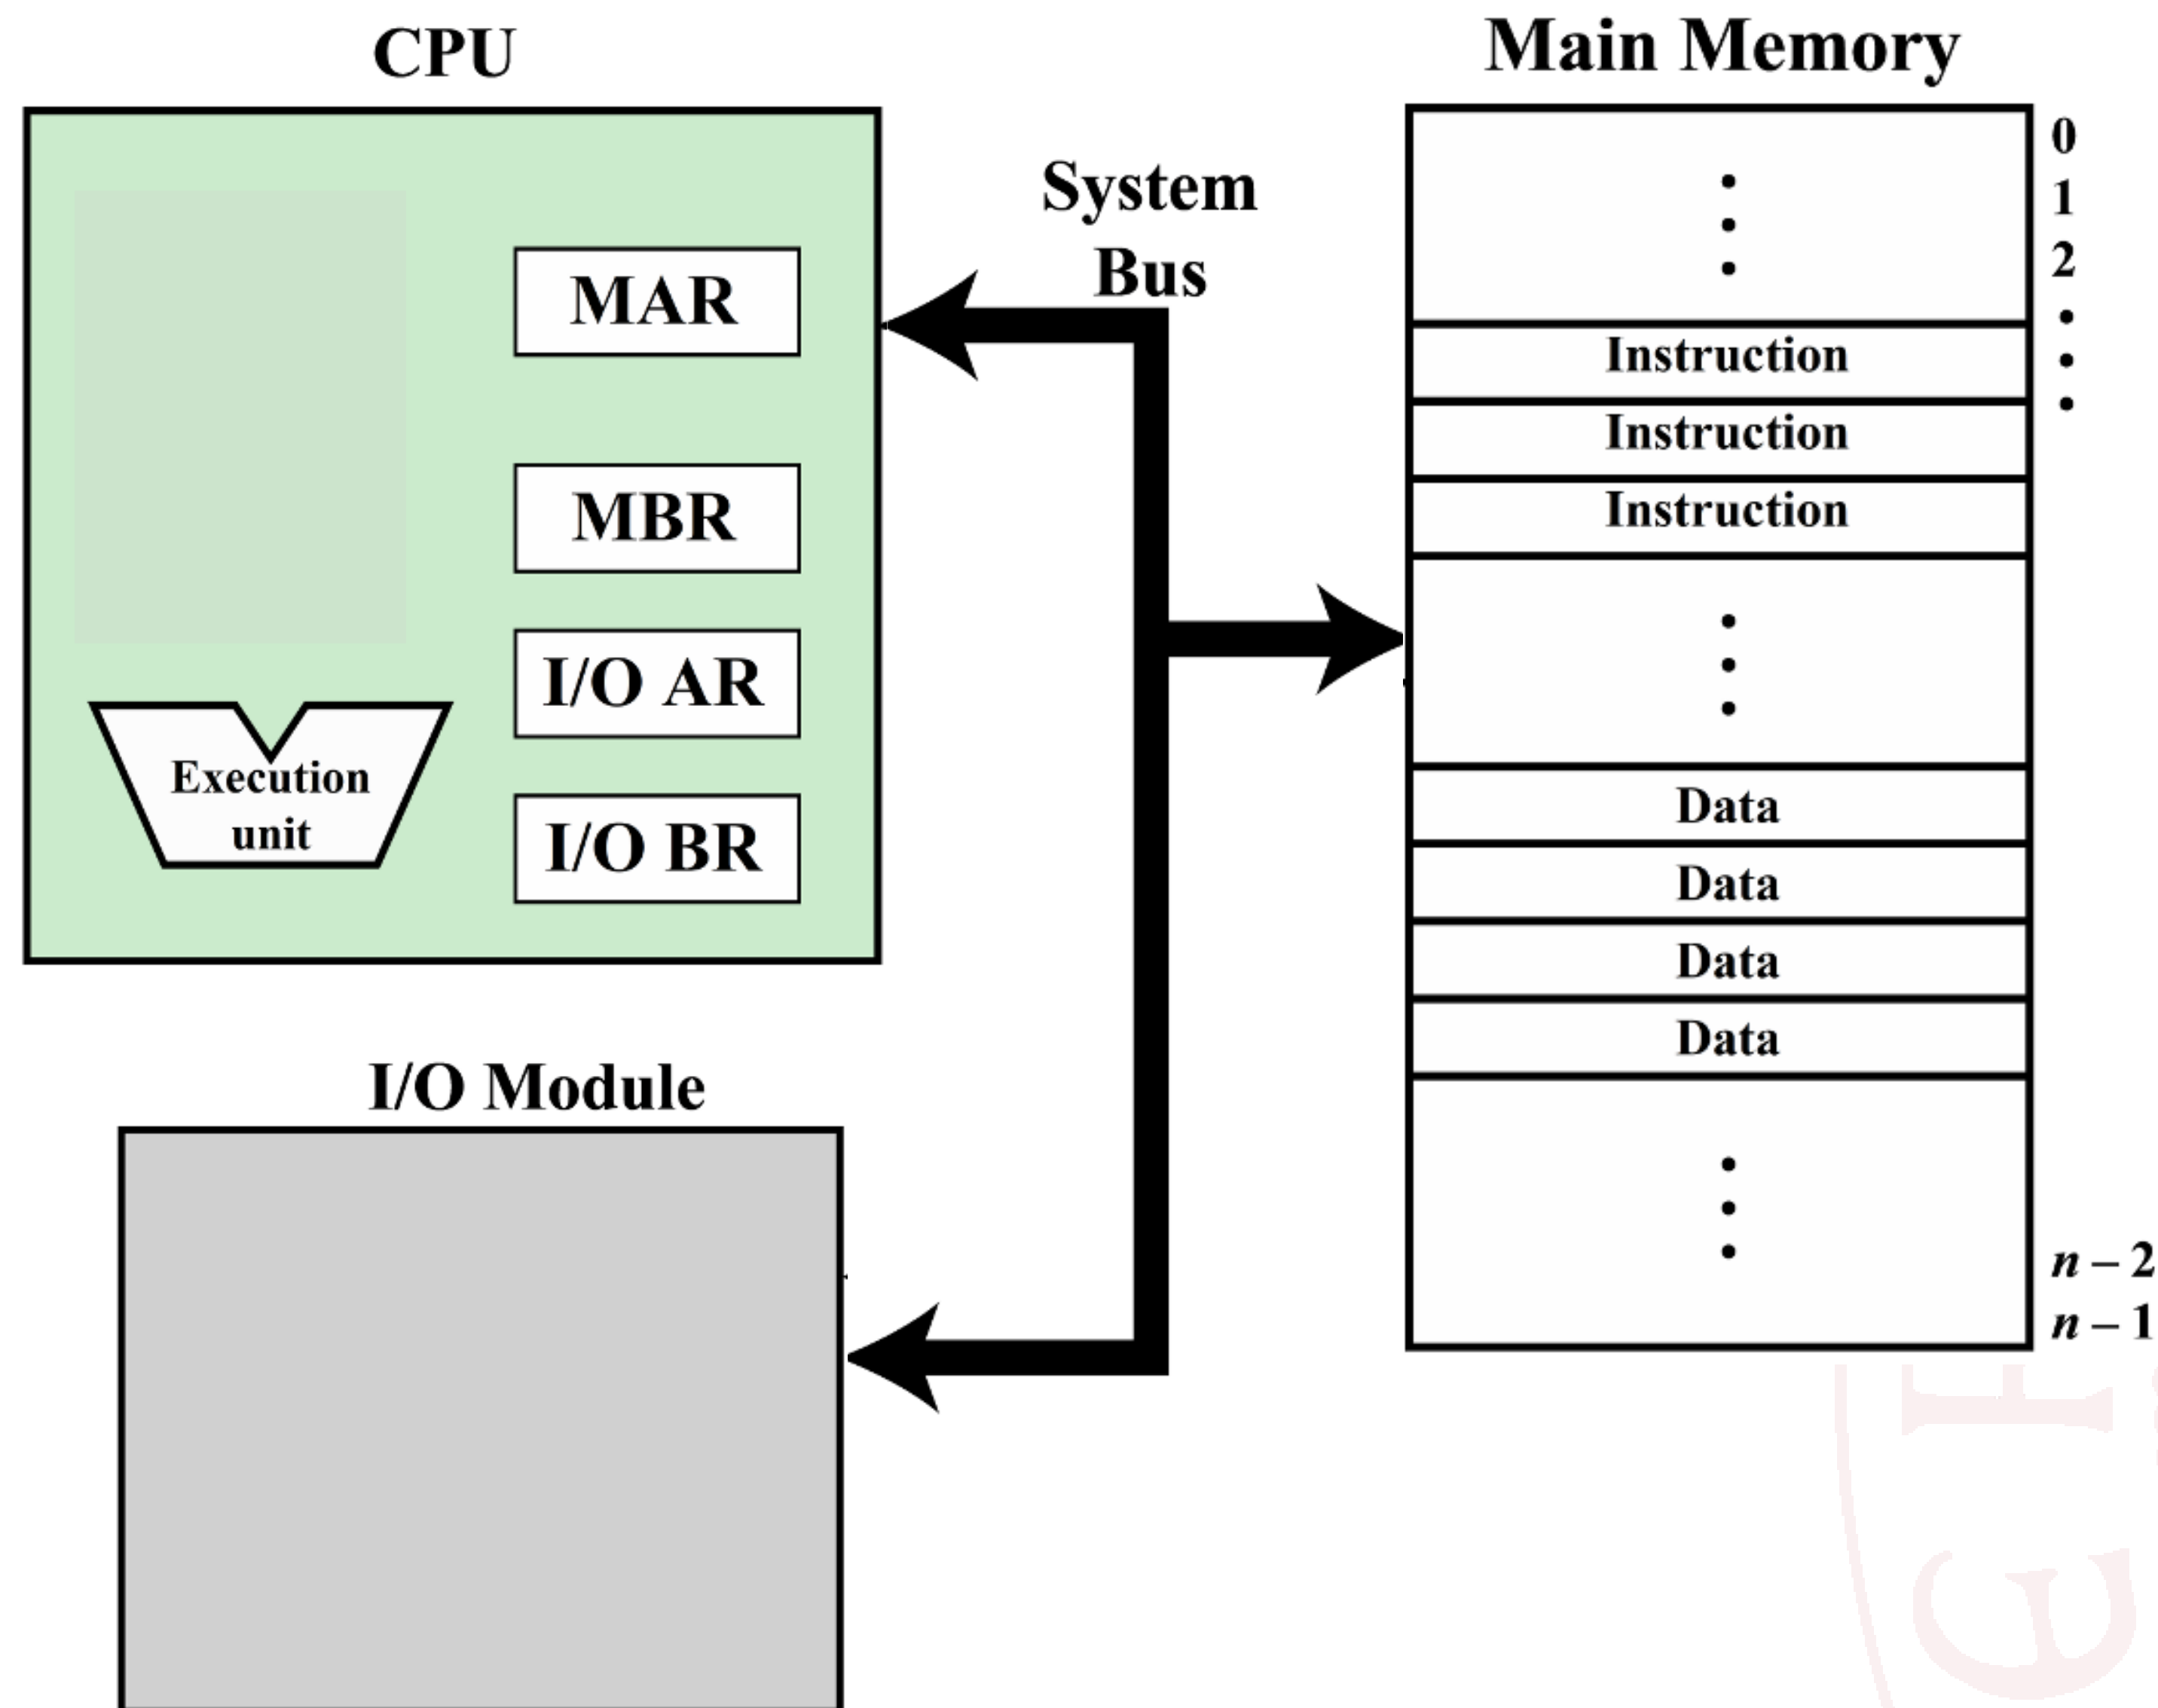 CPU
MAR
MBR
I/O AR
I/O BR
Execution
unit
System
Bus
Main Memory
0
1
2
Instruction
Instruction
Instruction
Data
Data
Data
Data
n – 2
n – 1
I/O Module